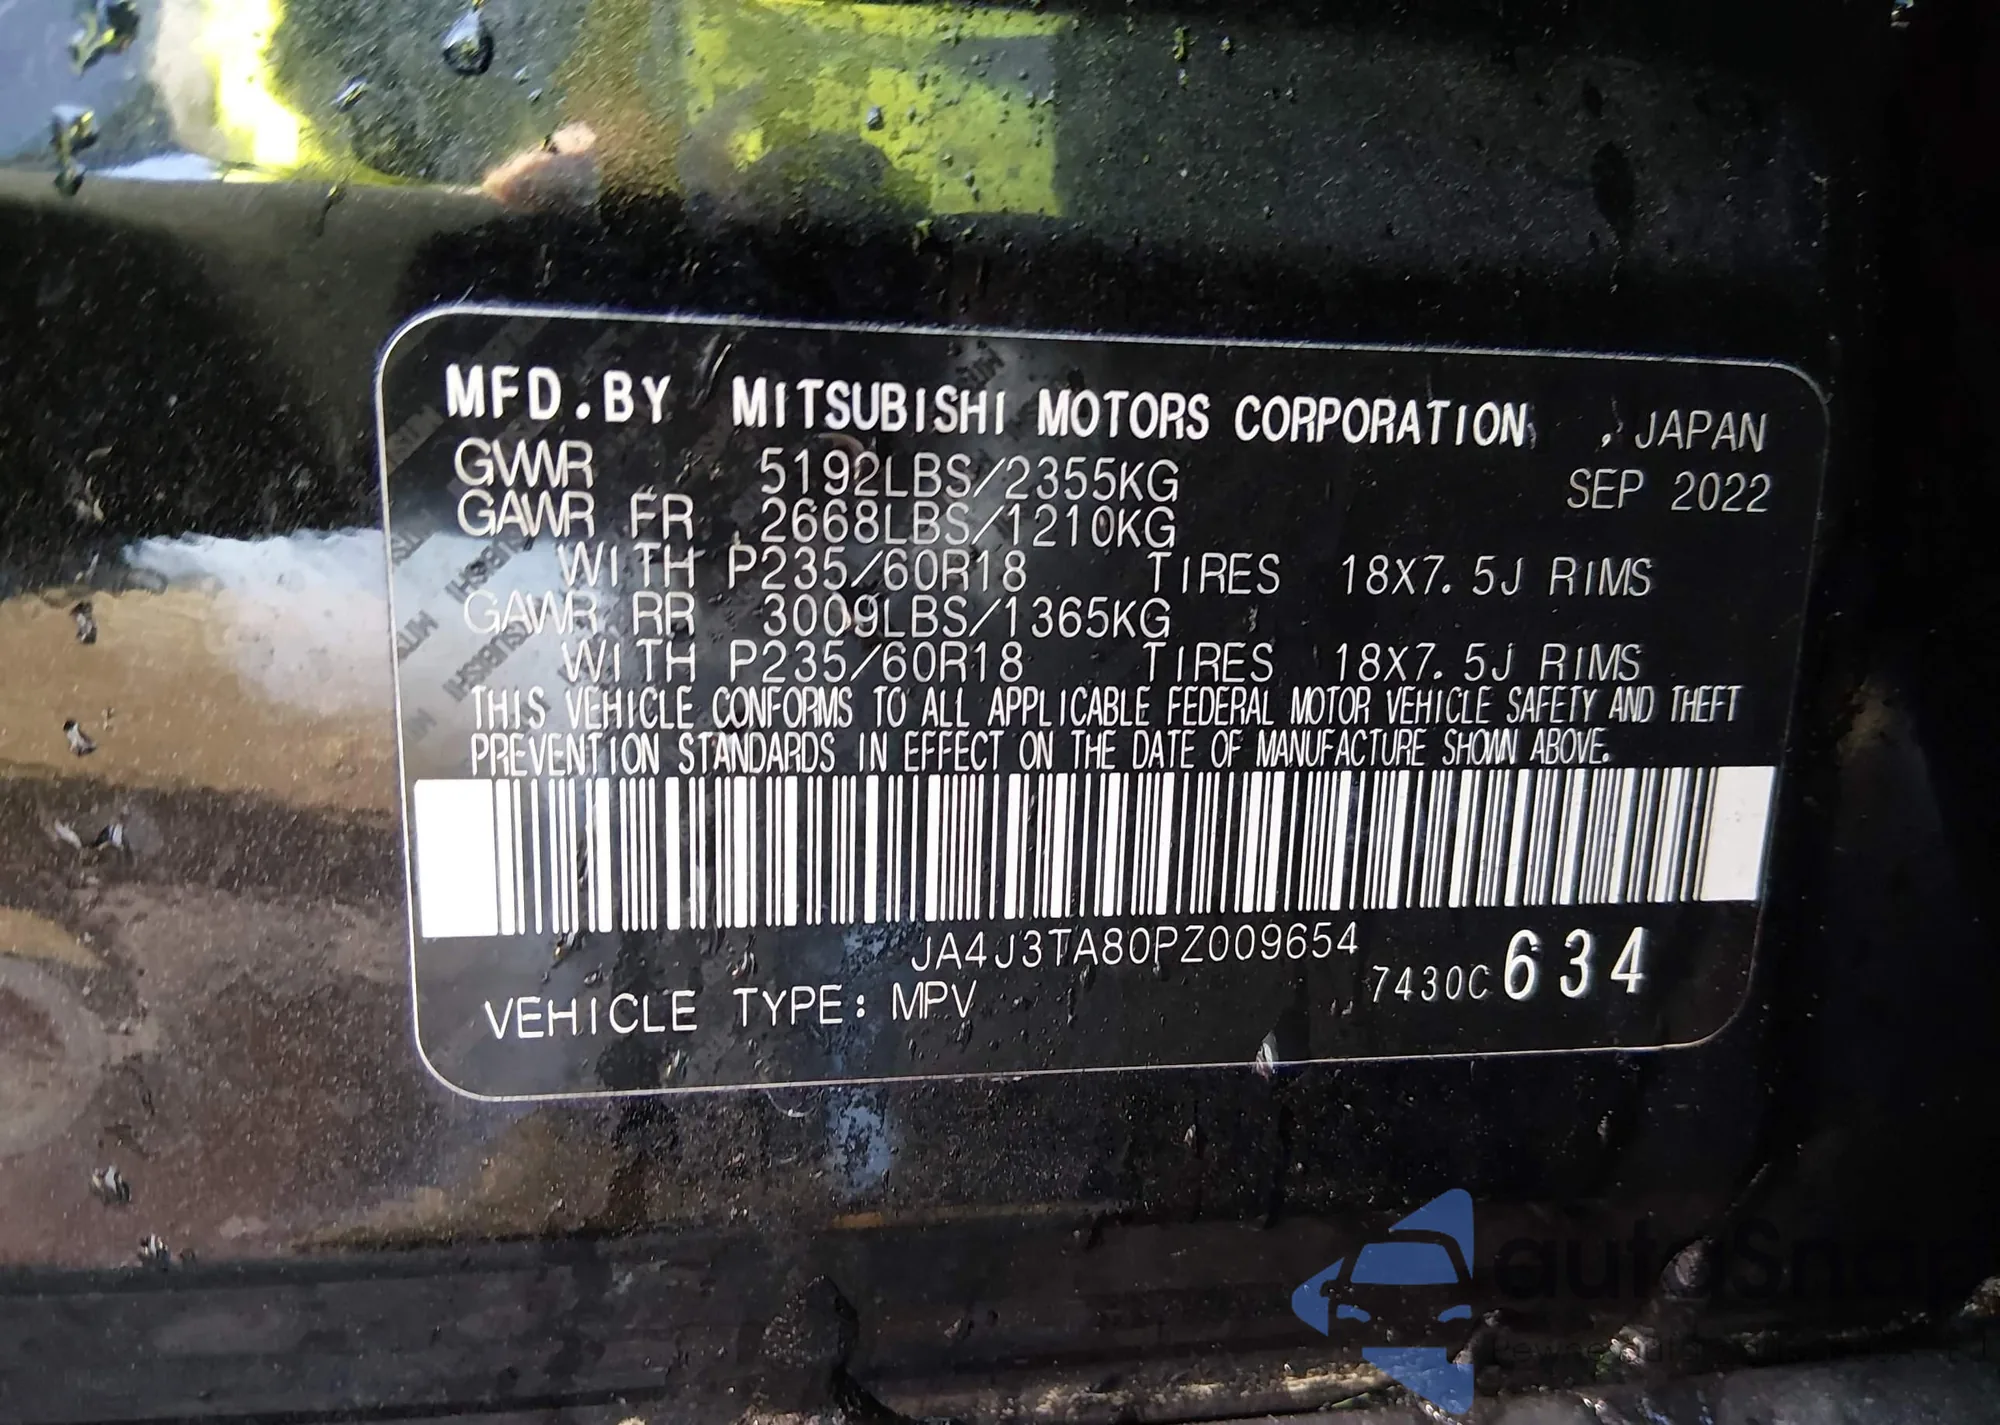 MFD.BY MITSUBISHI MOTORS CORPORATION , JAPAN
GVWR 5192LBS/2355KG SEP 2022
GAWR FR 2668LBS/1210KG
WITH P235/60R18 TIRES 18X7.5J RIMS
GAWR RR 3009LBS/1365KG
WITH P235/60R18 TIRES 18X7.5J RIMS
THIS VEHICLE CONFORMS TO ALL APPLICABLE FEDERAL MOTOR VEHICLE SAFETY AND THEFT
PREVENTION STANDARDS IN EFFECT ON THE DATE OF MANUFACTURE SHOWN ABOVE.
JA4J3TA80PZ009654
7430C 634
VEHICLE TYPE: MPV